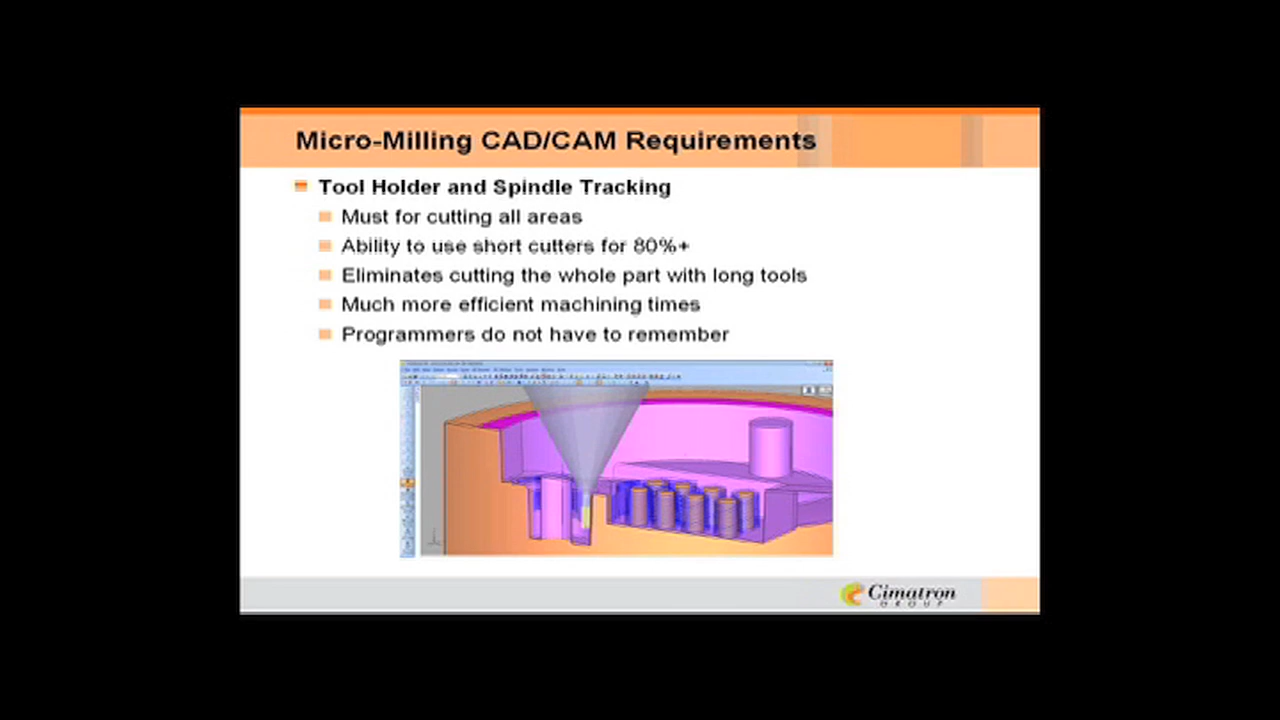 Micro-Milling CAD/CAM Requirements
Tool Holder and Spindle Tracking
Must for cutting all areas
Ability to use short cutters for 80%+
Eliminates cutting the whole part with long tools
Much more efficient machining times
Programmers do not have to remember
Cimatron
GROUP